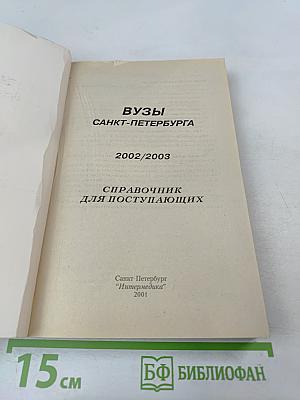 ВУЗЫ
САНКТ-ПЕТЕРБУРГА
2002/2003
СПРАВОЧНИК
ДЛЯ ПОСТУПАЮЩИХ
Санкт-Петербург
"Интермедика"
2001
15 см
БФ БИБЛИОФАН